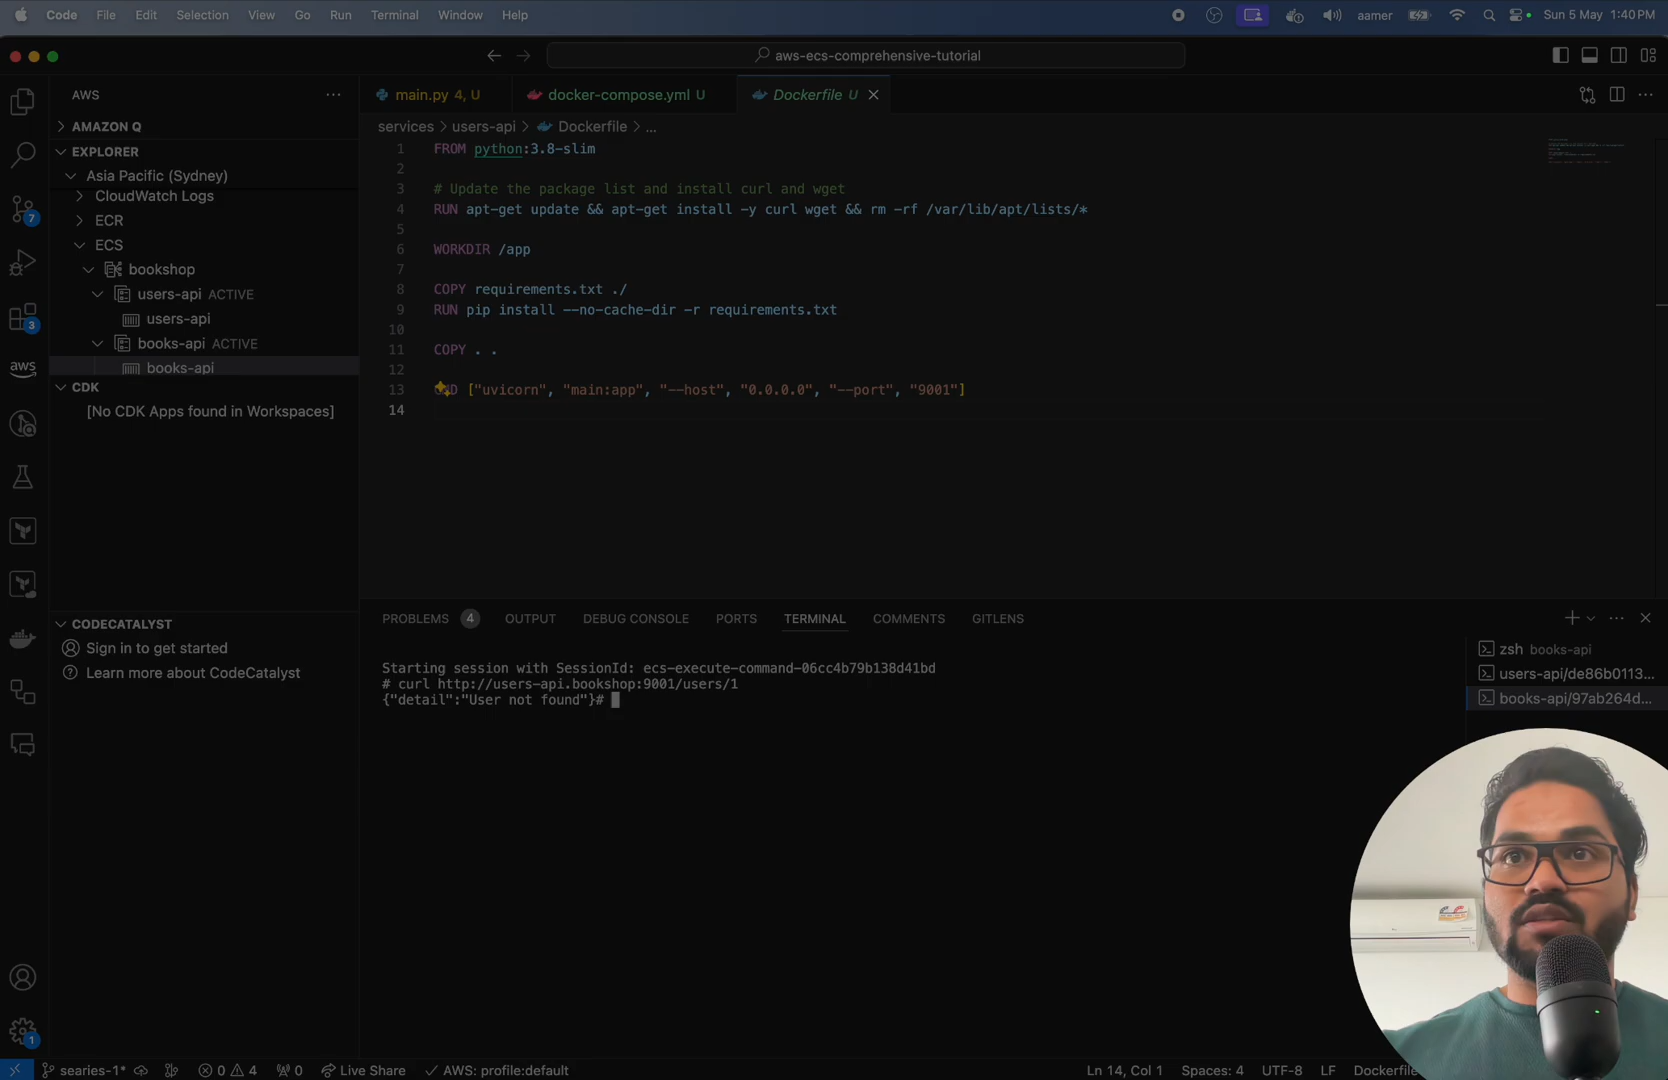 Code File Edit Selection View Go Run Terminal Window Help
aamer Sun 5 May 1:40 PM
aws-ecs-comprehensive-tutorial
AWS
AMAZON Q
EXPLORER
Asia Pacific (Sydney)
CloudWatch Logs
ECR
ECS
bookshop
users-api ACTIVE
users-api
books-api ACTIVE
books-api
CDK
[No CDK Apps found in Workspaces]
CODECATALYST
Sign in to get started
Learn more about CodeCatalyst
7
3
aws
1
main.py 4, U
docker-compose.yml U
Dockerfile U
services > users-api > Dockerfile > ...
1 FROM python:3.8-slim
2
3 # Update the package list and install curl and wget
4 RUN apt-get update && apt-get install -y curl wget && rm -rf /var/lib/apt/lists/*
5
6 WORKDIR /app
7
8 COPY requirements.txt ./
9 RUN pip install --no-cache-dir -r requirements.txt
10
11 COPY . .
12
13 ["uvicorn", "main:app", "--host", "0.0.0.0", "--port", "9001"]
14
PROBLEMS 4 OUTPUT DEBUG CONSOLE PORTS TERMINAL COMMENTS GITLENS
Starting session with SessionId: ecs-execute-command-06cc4b79b138d41bd
# curl http://users-api.bookshop:9001/users/1
{"detail":"User not found"}#
zsh books-api
users-api/de86b0113...
books-api/97ab264d...
searies-1* 0 4 0 Live Share AWS: profile:default
Ln 14, Col 1 Spaces: 4 UTF-8 LF Dockerfile